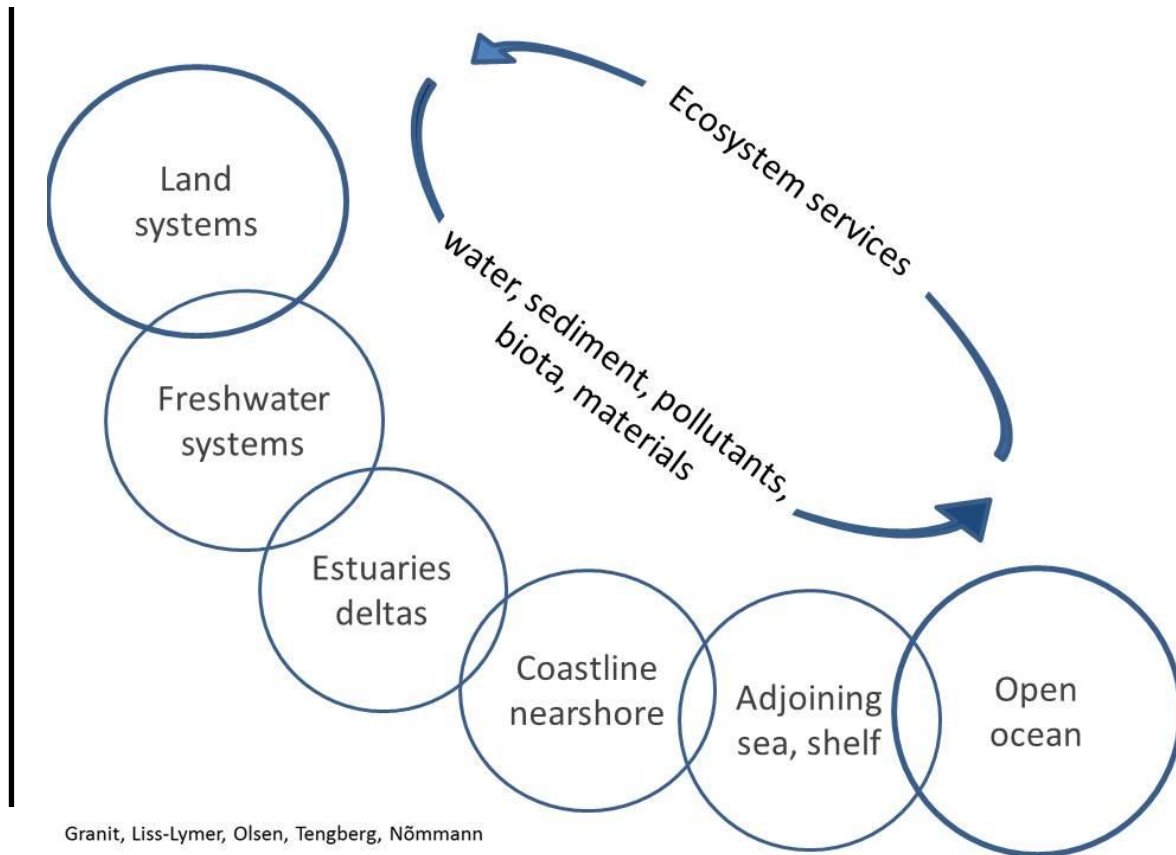 Ecosystem services
water, sediment, pollutants,
biota, materials
Land
systems
Freshwater
systems
Estuaries
deltas
Coastline
nearshore
Adjoining
sea, shelf
Open
ocean
Granit, Liss-Lymer, Olsen, Tengberg, Nõmmann